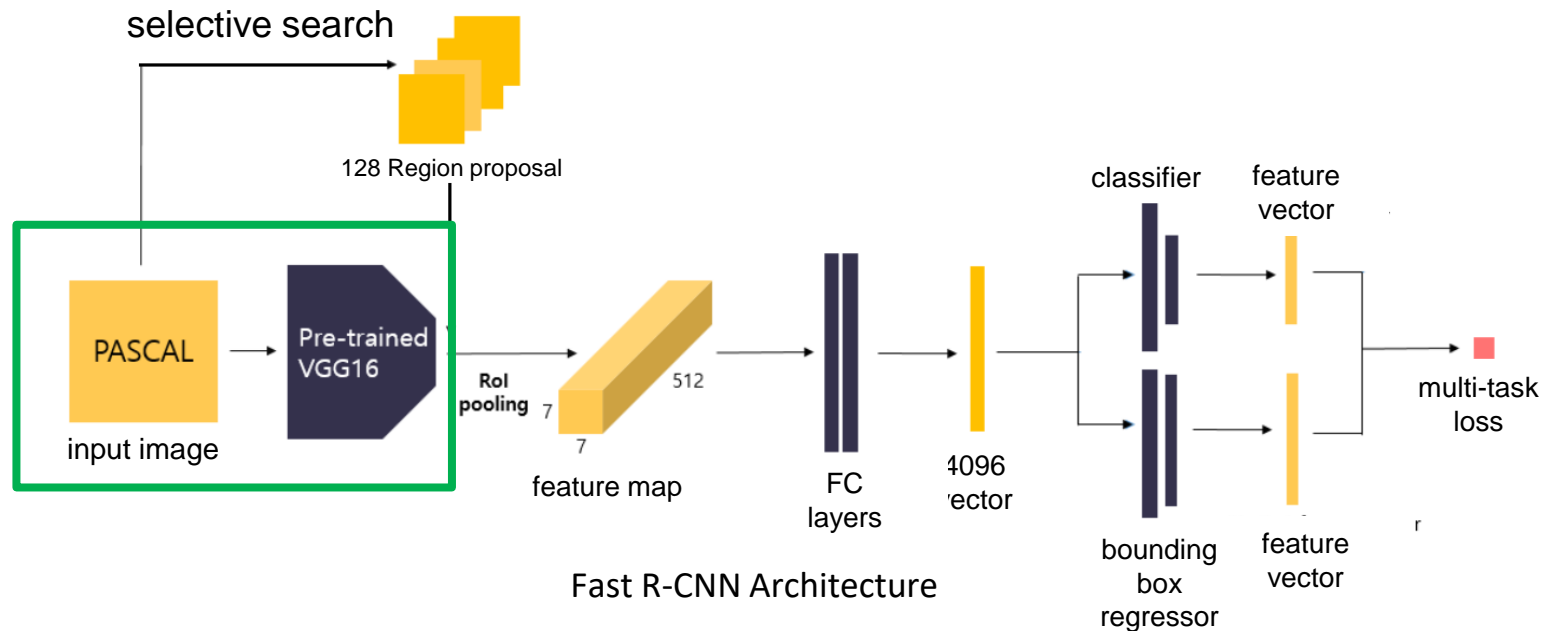 selective search
128 Region proposal
PASCAL
input image
Pre-trained
VGG16
RoI
pooling
7
7
512
feature map
FC
layers
4096
vector
classifier
feature
vector
bounding
box
regressor
feature
vector
r
multi-task
loss
Fast R-CNN Architecture